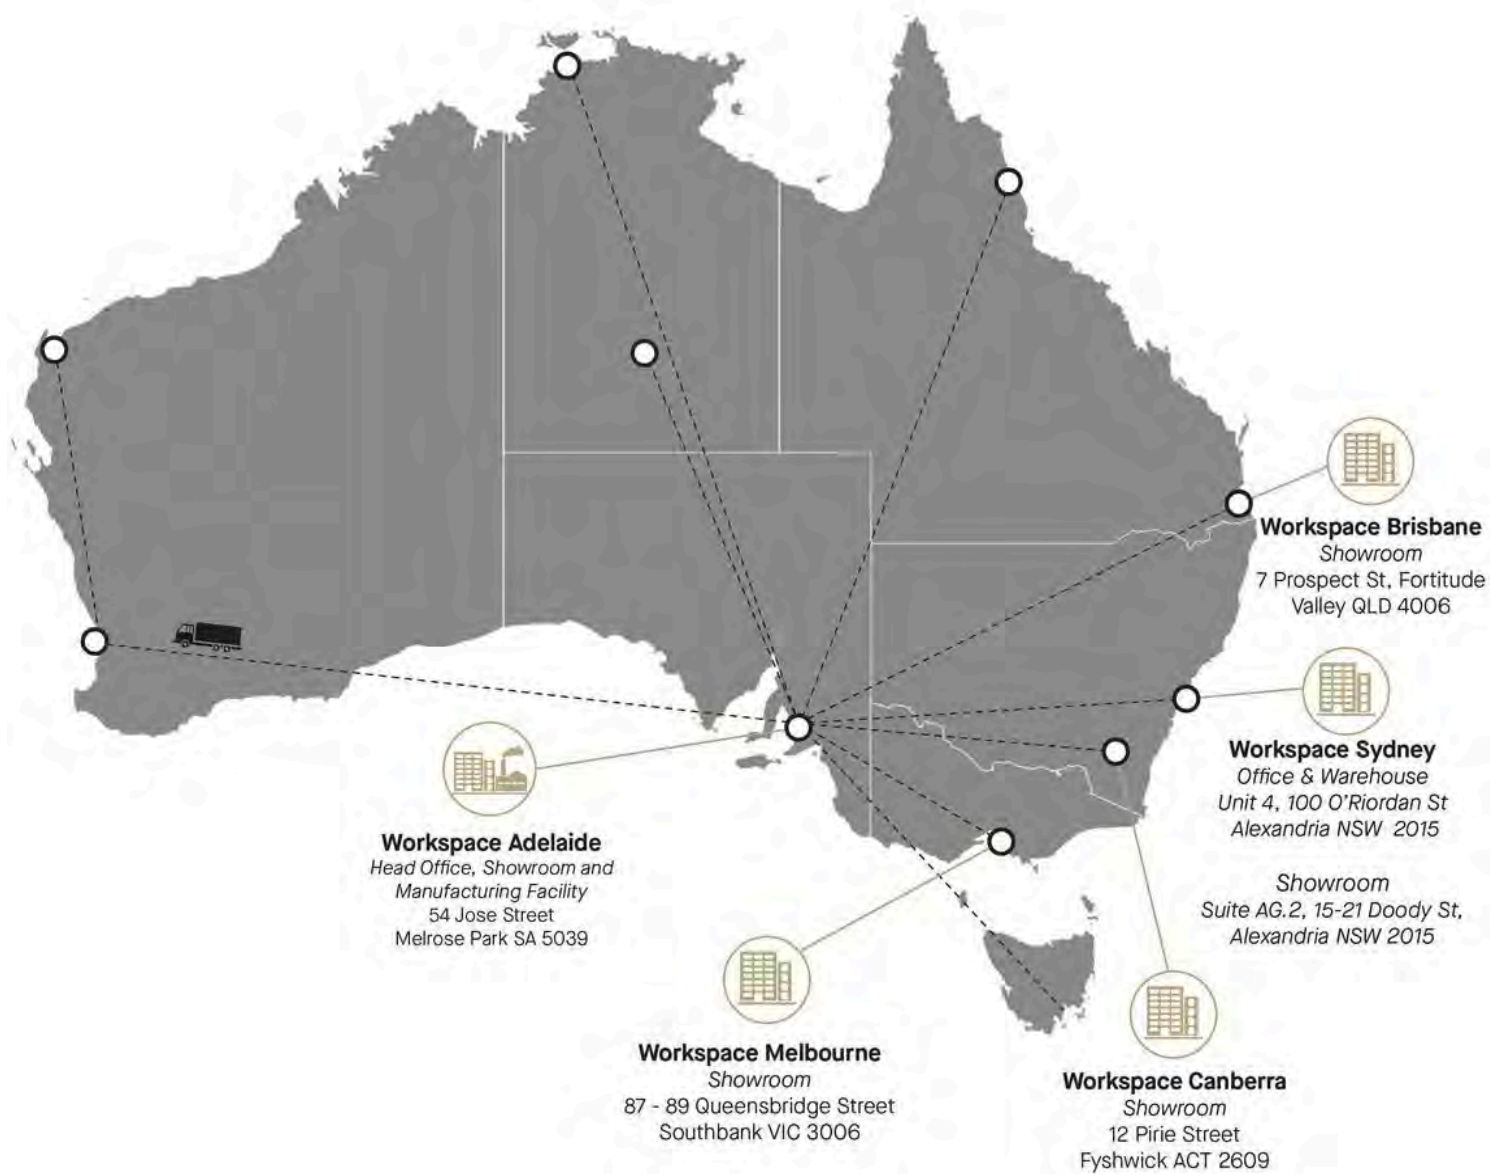 Workspace Brisbane
Showroom
7 Prospect St, Fortitude
Valley QLD 4006
Workspace Sydney
Office & Warehouse
Unit 4, 100 O'Riordan St
Alexandria NSW 2015
Showroom
Suite AG.2, 15-21 Doody St,
Alexandria NSW 2015
Workspace Adelaide
Head Office, Showroom and
Manufacturing Facility
54 Jose Street
Melrose Park SA 5039
Workspace Melbourne
Showroom
87 - 89 Queensbridge Street
Southbank VIC 3006
Workspace Canberra
Showroom
12 Pirie Street
Fyshwick ACT 2609